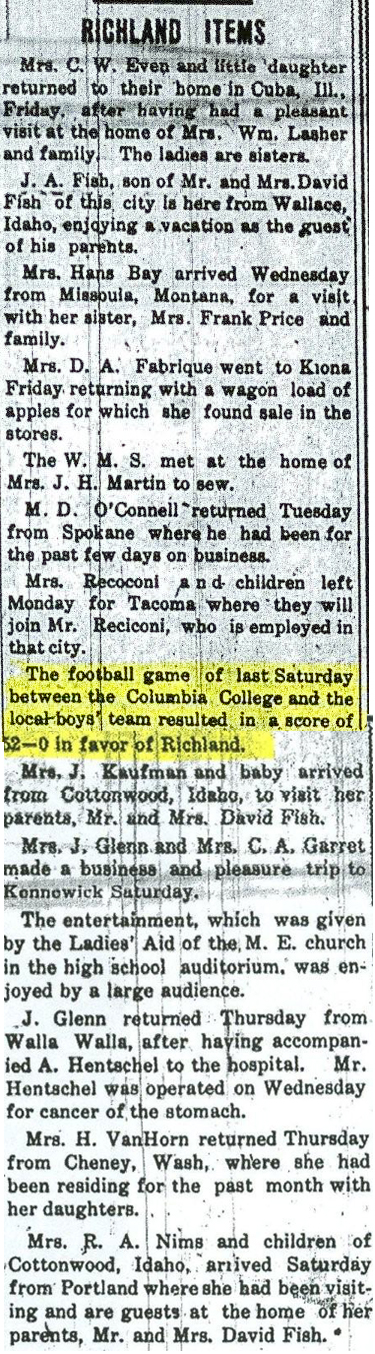 RICHLAND ITEMS
Mrs. C. W. Even and little daughter
returned to their home in Cuba, Ill.,
Friday, after having had a pleasant
visit at the home of Mrs. Wm. Lasher
and family. The ladies are sisters.
J. A. Fish, son of Mr. and Mrs. David
Fish of this city is here from Wallace,
Idaho, enjoying a vacation as the guest
of his parents.
Mrs. Hans Bay arrived Wednesday
from Missoula, Montana, for a visit
with her sister, Mrs. Frank Price and
family.
Mrs. D. A. Fabrique went to Kiona
Friday returning with a wagon load of
apples for which she found sale in the
stores.
The W. M. S. met at the home of
Mrs. J. H. Martin to sew.
M. D. O'Connell returned Tuesday
from Spokane where he had been for
the past few days on business.
Mrs. Recoconi and children left
Monday for Tacoma where they will
join Mr. Reciconi, who is employed in
that city.
The football game of last Saturday
between the Columbia College and the
local boys' team resulted in a score of
52—0 in favor of Richland.
Mrs. J. Kaufman and baby arrived
from Cottonwood, Idaho, to visit her
parents, Mr. and Mrs. David Fish.
Mrs. J. Glenn and Mrs. C. A. Garret
made a business and pleasure trip to
Kennewick Saturday.
The entertainment, which was given
by the Ladies' Aid of the M. E. church
in the high school auditorium, was en-
joyed by a large audience.
J. Glenn returned Thursday from
Walla Walla, after having accompan-
ied A. Hentschel to the hospital. Mr.
Hentschel was operated on Wednesday
for cancer of the stomach.
Mrs. H. VanHorn returned Thursday
from Cheney, Wash, where she had
been residing for the past month with
her daughters.
Mrs. R. A. Nims and children of
Cottonwood, Idaho, arrived Saturday
from Portland where she had been visit-
ing and are guests at the home of her
parents, Mr. and Mrs. David Fish.